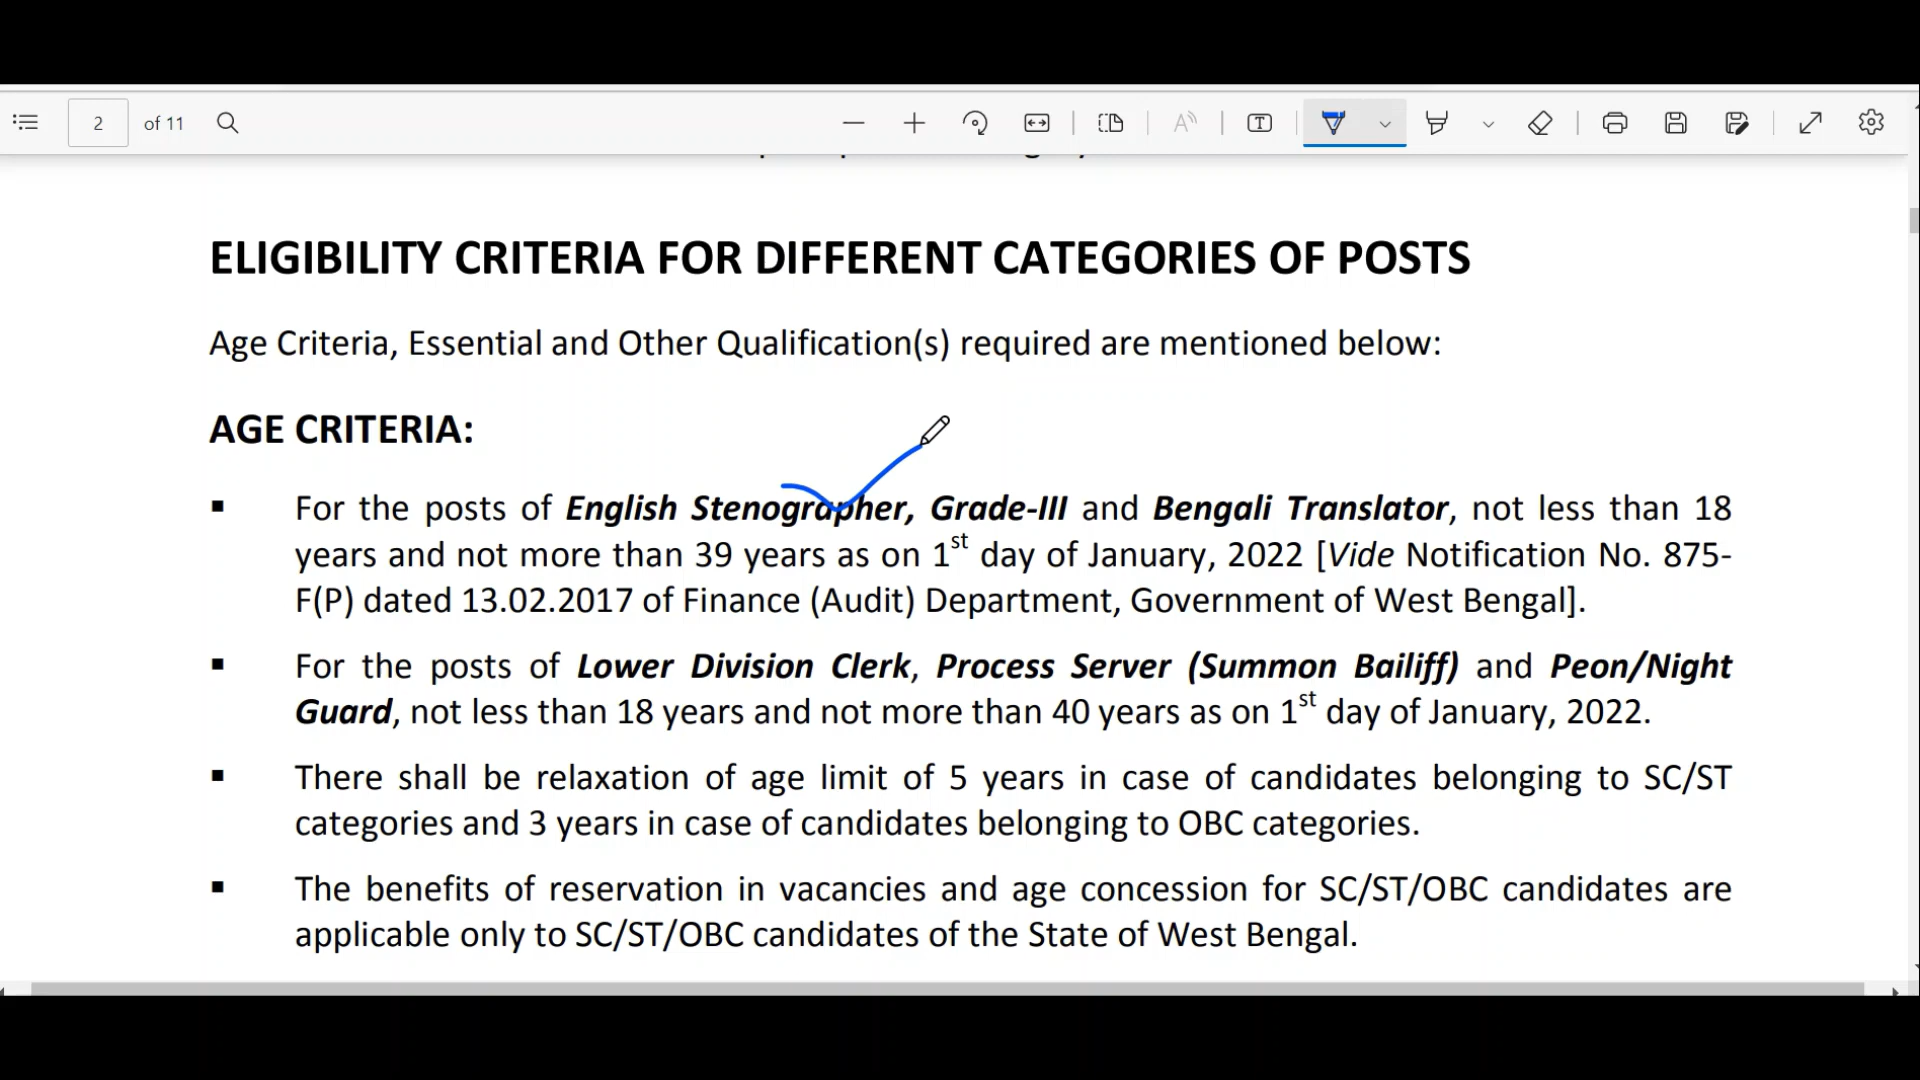 2 of 11
ELIGIBILITY CRITERIA FOR DIFFERENT CATEGORIES OF POSTS
Age Criteria, Essential and Other Qualification(s) required are mentioned below:
AGE CRITERIA:
▪ For the posts of English Stenographer, Grade-III and Bengali Translator, not less than 18
years and not more than 39 years as on 1st day of January, 2022 [Vide Notification No. 875-
F(P) dated 13.02.2017 of Finance (Audit) Department, Government of West Bengal].
▪ For the posts of Lower Division Clerk, Process Server (Summon Bailiff) and Peon/Night
Guard, not less than 18 years and not more than 40 years as on 1st day of January, 2022.
▪ There shall be relaxation of age limit of 5 years in case of candidates belonging to SC/ST
categories and 3 years in case of candidates belonging to OBC categories.
▪ The benefits of reservation in vacancies and age concession for SC/ST/OBC candidates are
applicable only to SC/ST/OBC candidates of the State of West Bengal.